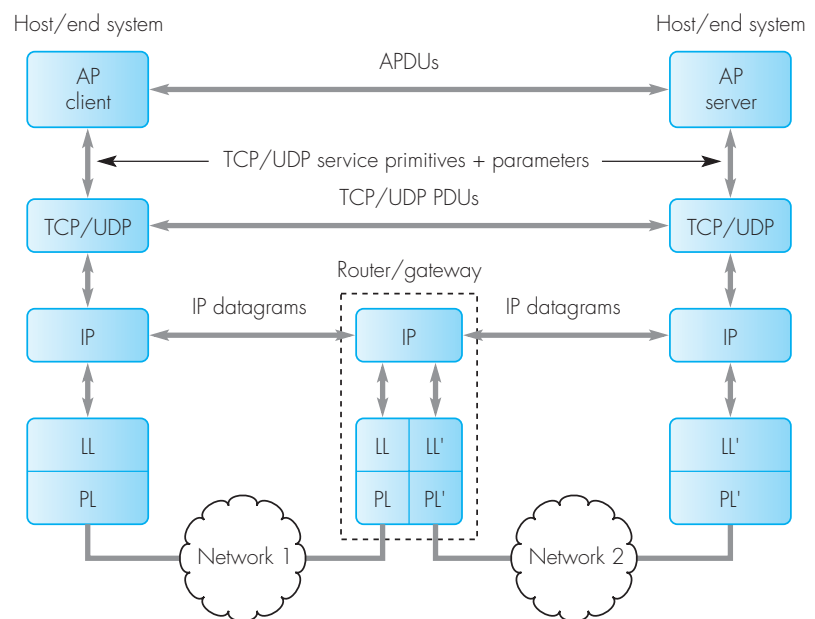 Host/end system
Host/end system
AP
client
APDUs
AP
server
TCP/UDP service primitives + parameters
TCP/UDP PDUs
TCP/UDP
TCP/UDP
Router/gateway
IP datagrams
IP datagrams
IP
IP
IP
LL
LL
LL'
LL'
PL
PL
PL'
PL'
Network 1
Network 2